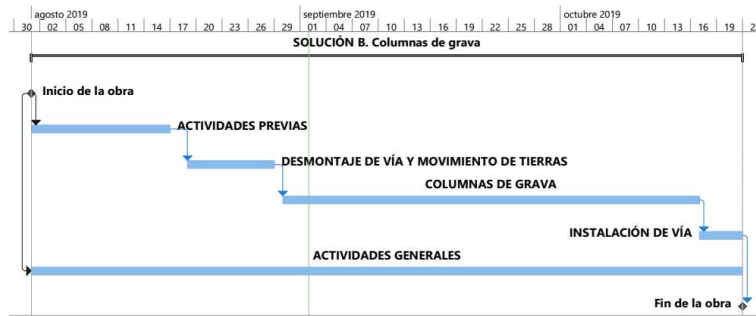 agosto 2019 septiembre 2019 octubre 2019
30 02 05 08 11 14 17 20 23 26 29 01 04 07 10 13 16 19 22 25 28 01 04 07 10 13 16 19
SOLUCIÓN B. Columnas de grava
Inicio de la obra
ACTIVIDADES PREVIAS
DESMONTAJE DE VÍA Y MOVIMIENTO DE TIERRAS
COLUMNAS DE GRAVA
INSTALACIÓN DE VÍA
ACTIVIDADES GENERALES
Fin de la obra